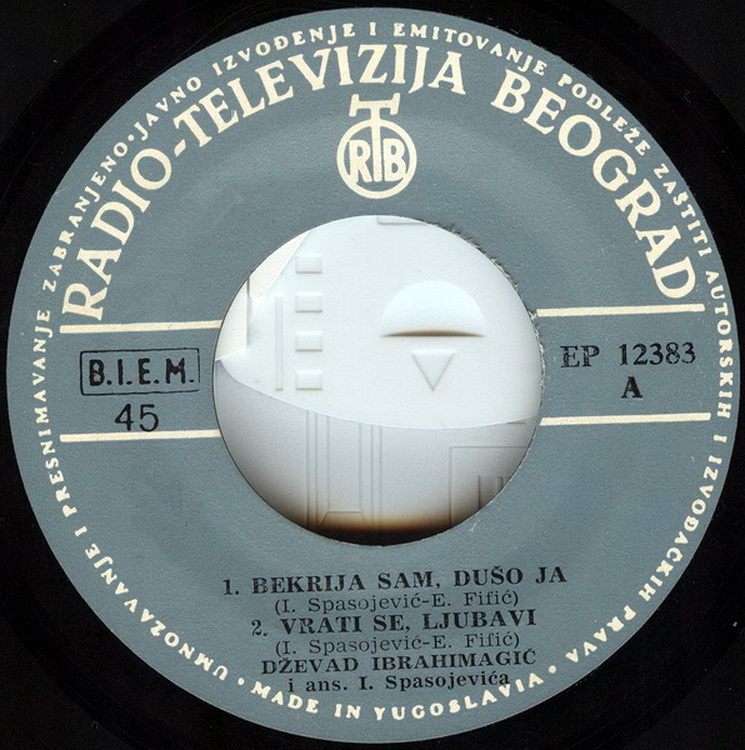 UMNOZAVANJE I PRESNIMAVANJE ZABRANJENO • JAVNO IZVOĐENJE I EMITOVANJE PODLEŽE ZAŠTITI AUTORSKIH I IZVOĐAČKIH PRAVA •
RADIO-TELEVIZIJA BEOGRAD
RTB
B.I.E.M.
45
EP 12383
A
1. BEKRIJA SAM, DUŠO JA
(I. Spasojević-E. Fifić)
2. VRATI SE, LJUBAVI
(I. Spasojević-E. Fifić)
DŽEVAD IBRAHIMAGIĆ
i ans. I. Spasojevića
MADE IN YUGOSLAVIA •